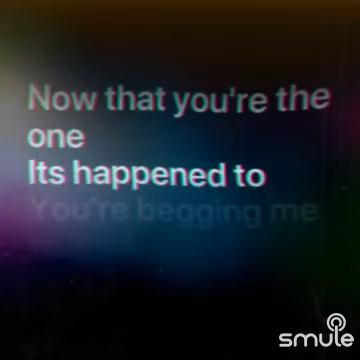 Now that you're the
one
Its happened to
You're begging me
smule